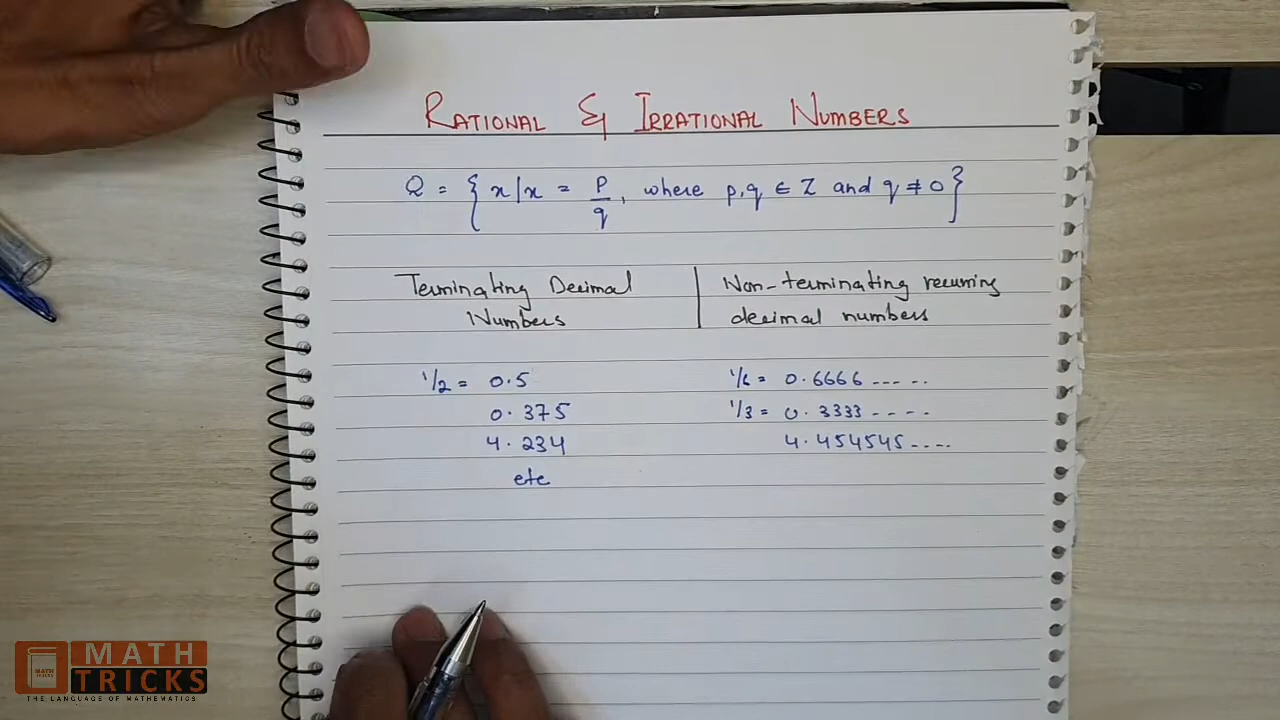 RATIONAL & IRRATIONAL NUMBERS
Q = { x/x = p/q, where p,q ∈ Z and q ≠ 0 }
Terminating Decimal Numbers
Non-terminating recurring decimal numbers
1/2 = 0.5
0.375
4.234
etc
1/6 = 0.6666-----
1/3 = 0.3333----
4.454545----
MATH TRICKS
THE LANGUAGE OF MATHEMATICS